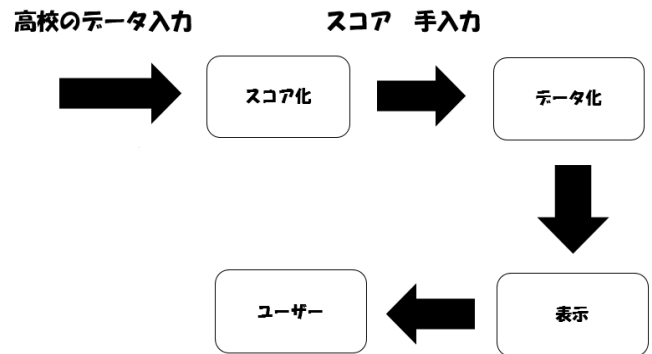 高校のデータ入力
スコア 手入力
スコア化
データ化
ユーザー
表示